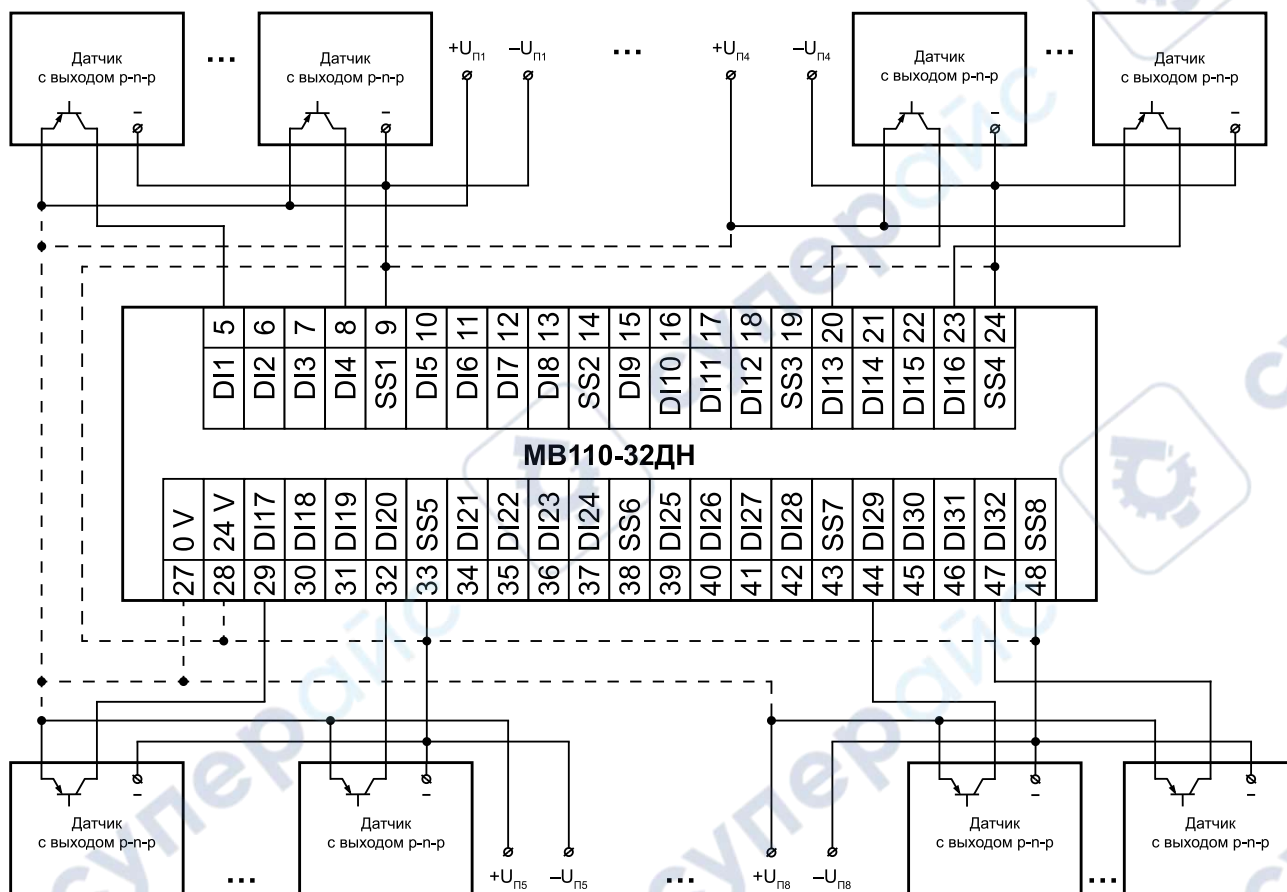 Датчик
с выходом p-n-p
–
...
Датчик
с выходом p-n-p
–
+UП1
–UП1
...
+UП4
–UП4
Датчик
с выходом p-n-p
–
...
Датчик
с выходом p-n-p
–
5 6 7 8 9 10 11 12 13 14 15 16 17 18 19 20 21 22 23 24
DI1 DI2 DI3 DI4 SS1 DI5 DI6 DI7 DI8 SS2 DI9 DI10 DI11 DI12 SS3 DI13 DI14 DI15 DI16 SS4
МВ110-32ДН
0 V 24 V DI17 DI18 DI19 DI20 SS5 DI21 DI22 DI23 DI24 SS6 DI25 DI26 DI27 DI28 SS7 DI29 DI30 DI31 DI32 SS8
27 28 29 30 31 32 33 34 35 36 37 38 39 40 41 42 43 44 45 46 47 48
–
Датчик
с выходом p-n-p
...
–
Датчик
с выходом p-n-p
+UП5
–UП5
...
+UП8
–UП8
–
Датчик
с выходом p-n-p
...
–
Датчик
с выходом p-n-p
суперайс
суперайс
суперайс